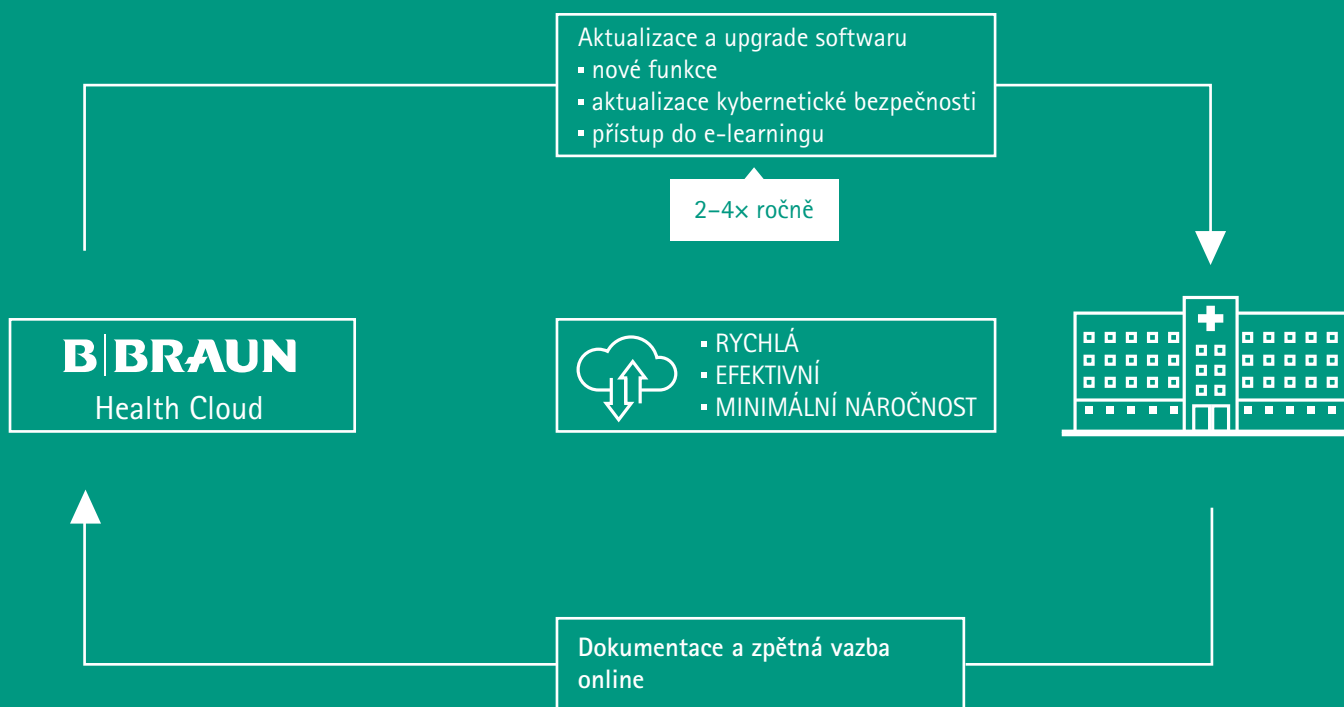 Aktualizace a upgrade softwaru
▪ nové funkce
▪ aktualizace kybernetické bezpečnosti
▪ přístup do e-learningu
2–4× ročně
B|BRAUN
Health Cloud
▪ RYCHLÁ
▪ EFEKTIVNÍ
▪ MINIMÁLNÍ NÁROČNOST
Dokumentace a zpětná vazba
online